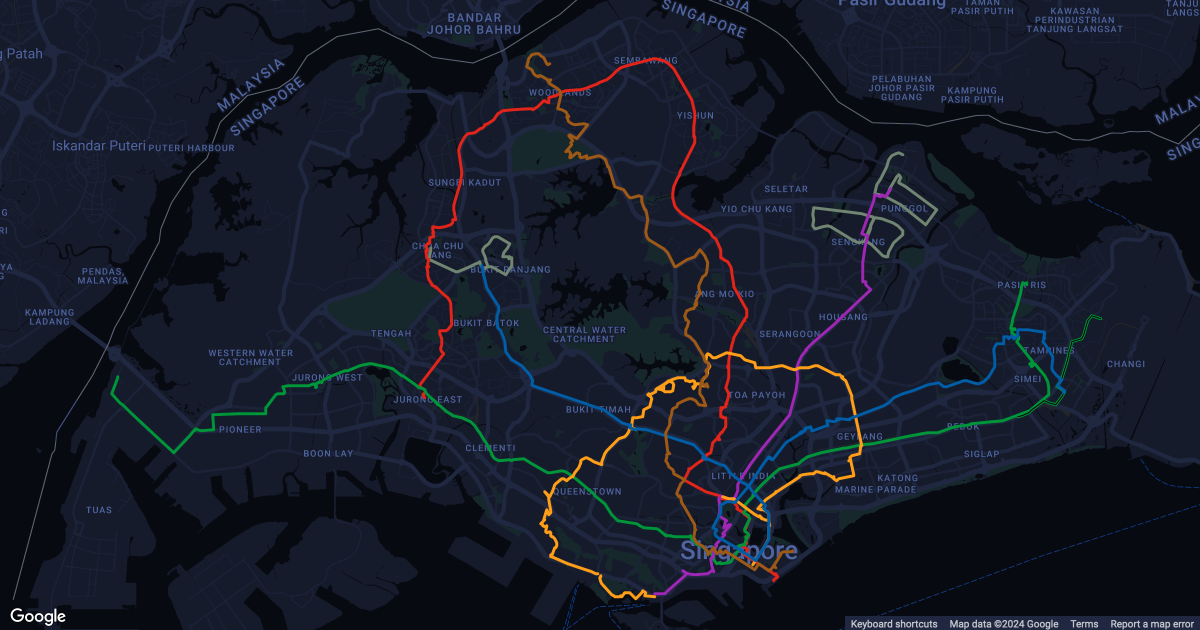 BANDAR
JOHOR BAHRU
MALAYSIA
SINGAPORE
Pasir Gudang
TAMAN
PASIR PUTIH
KAWASAN
PERINDUSTRIAN
TANJUNG LANGSAT
Patah
SEMBAWANG
PELABUHAN
JOHOR PASIR
GUDANG
KAMPUNG
PASIR PUTIH
MALAYSIA
SINGAPORE
WOODLANDS
YISHUN
Iskandar Puteri
PUTERI HARBOUR
SUNGEI KADUT
SELETAR
YIO CHU KANG
PUNGGOL
CHOA CHU
KANG
SENGKANG
BUKIT PANJANG
PENDAS,
MALAYSIA
PASIR RIS
ANG MO KIO
KAMPUNG
LADANG
TENGAH
BUKIT BATOK
CENTRAL WATER
CATCHMENT
HOUGANG
SERANGOON
WESTERN WATER
CATCHMENT
TAMPINES
CHANGI
JURONG WEST
SIMEI
JURONG EAST
TOA PAYOH
BUKIT TIMAH
PIONEER
GEYLANG
BEDOK
BOON LAY
CLEMENTI
SIGLAP
LITTLE INDIA
KATONG
MARINE PARADE
QUEENSTOWN
TUAS
Singapore
Google
Keyboard shortcuts
Map data ©2024 Google
Terms
Report a map error